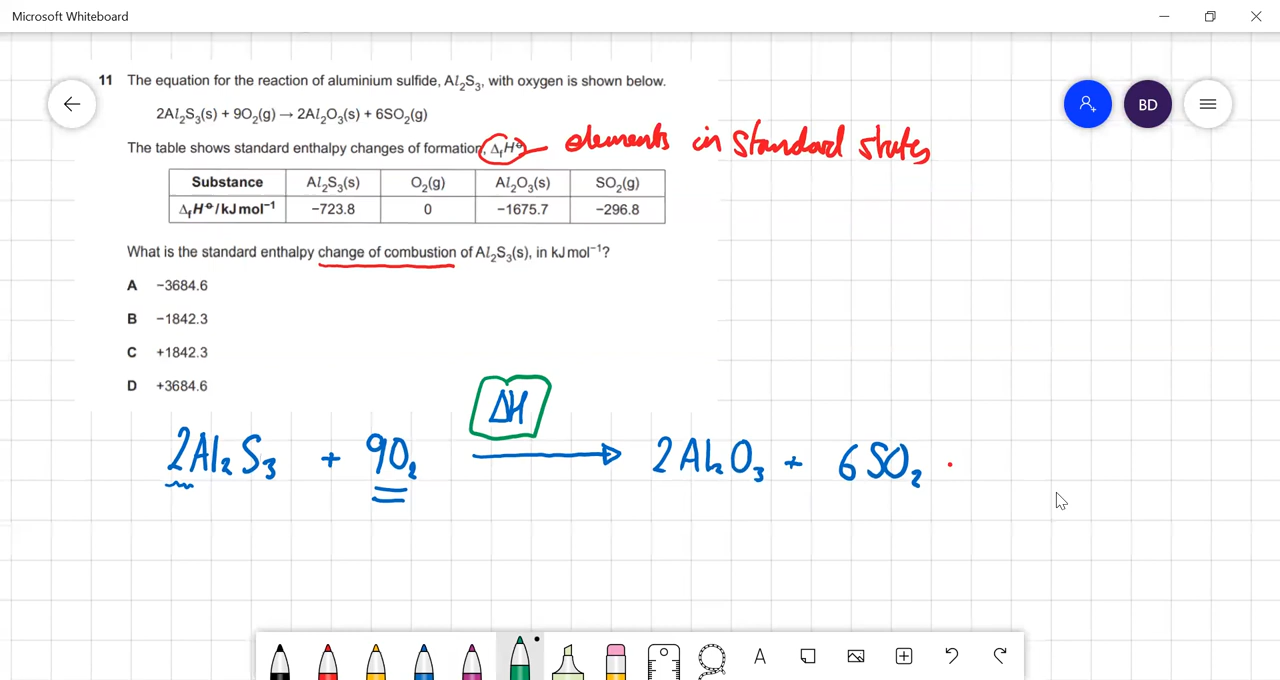 Microsoft Whiteboard
11 The equation for the reaction of aluminium sulfide, Al₂S₃, with oxygen is shown below.
2Al₂S₃(s) + 9O₂(g) → 2Al₂O₃(s) + 6SO₂(g)
The table shows standard enthalpy changes of formation, ΔfH⦵
elements in standard states
Substance Al₂S₃(s) O₂(g) Al₂O₃(s) SO₂(g)
ΔfH⦵/kJ mol⁻¹ −723.8 0 −1675.7 −296.8
What is the standard enthalpy change of combustion of Al₂S₃(s), in kJ mol⁻¹?
A −3684.6
B −1842.3
C +1842.3
D +3684.6
ΔH
2Al₂S₃ + 9O₂ → 2Al₂O₃ + 6SO₂
BD
A